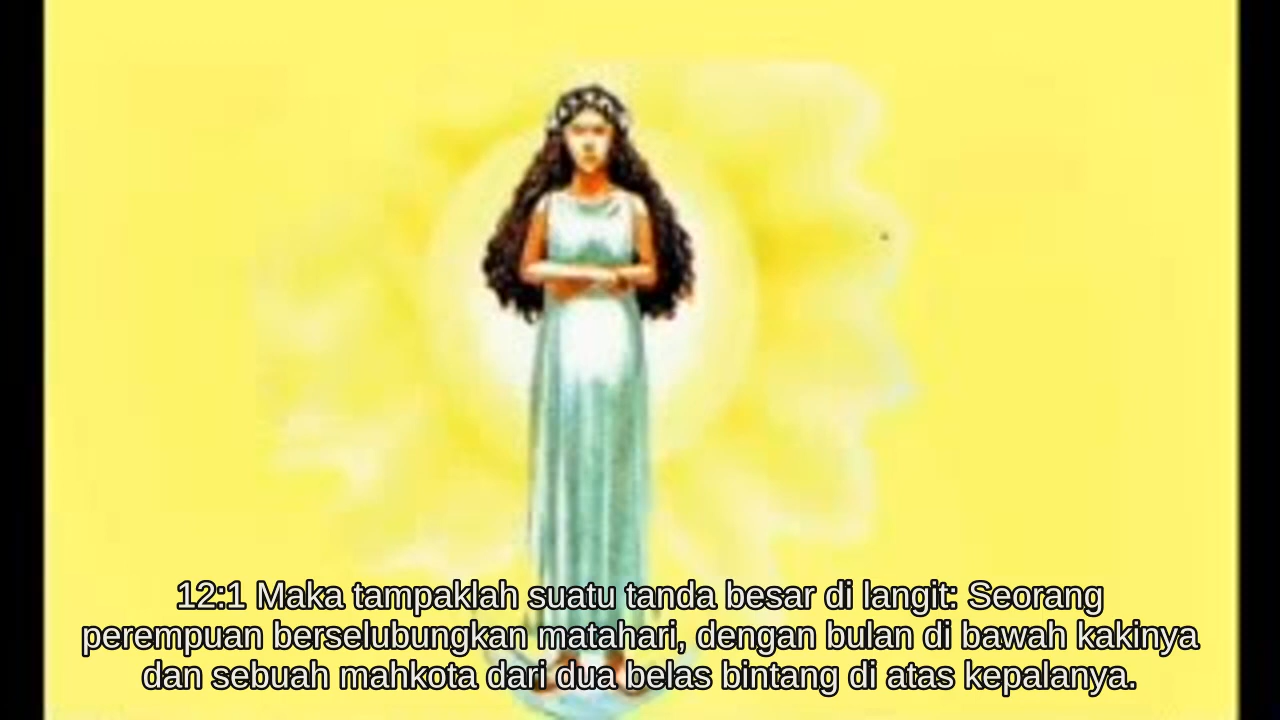 12:1 Maka tampaklah suatu tanda besar di langit: Seorang
perempuan berselubungkan matahari, dengan bulan di bawah kakinya
dan sebuah mahkota dari dua belas bintang di atas kepalanya.